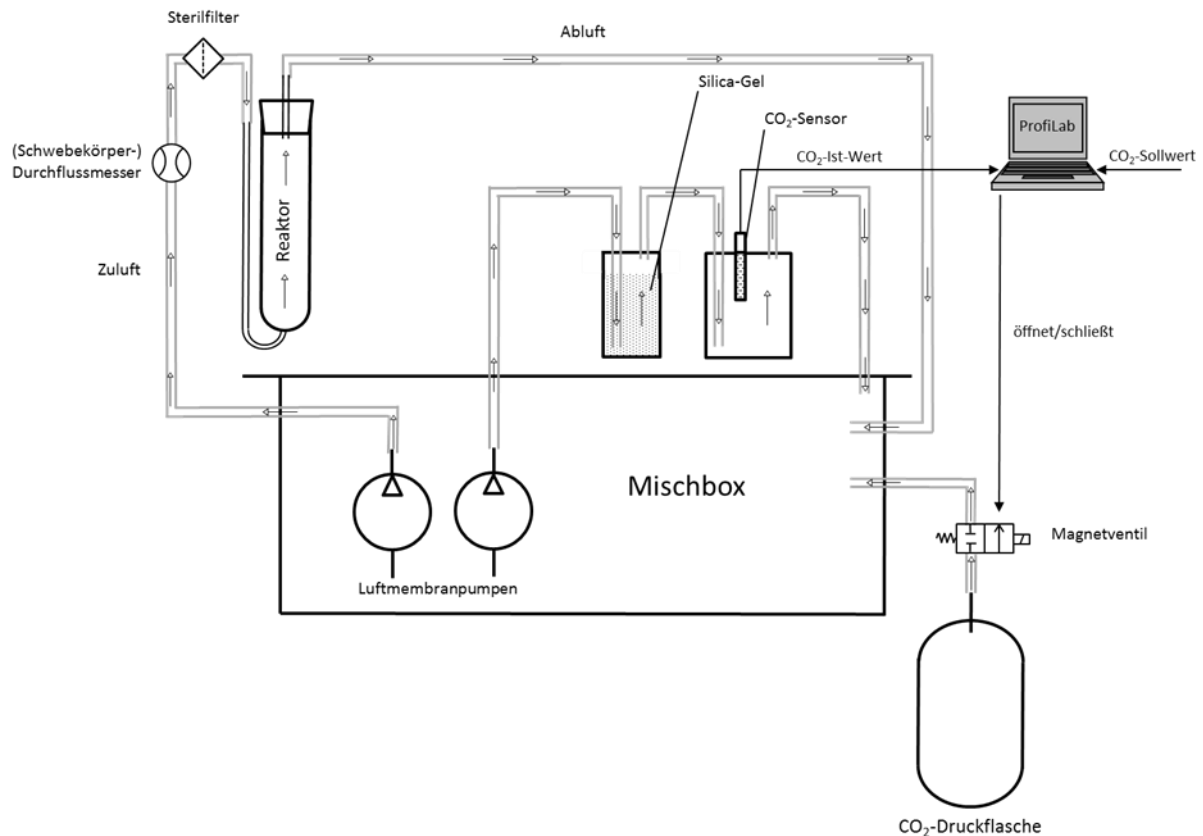 Sterilfilter
Abluft
Silica-Gel
CO₂-Sensor
ProfiLab
(Schwebekörper-)
Durchflussmesser
CO₂-Ist-Wert
CO₂-Sollwert
Reaktor
Zuluft
öffnet/schließt
Mischbox
Magnetventil
Luftmembranpumpen
CO₂-Druckflasche